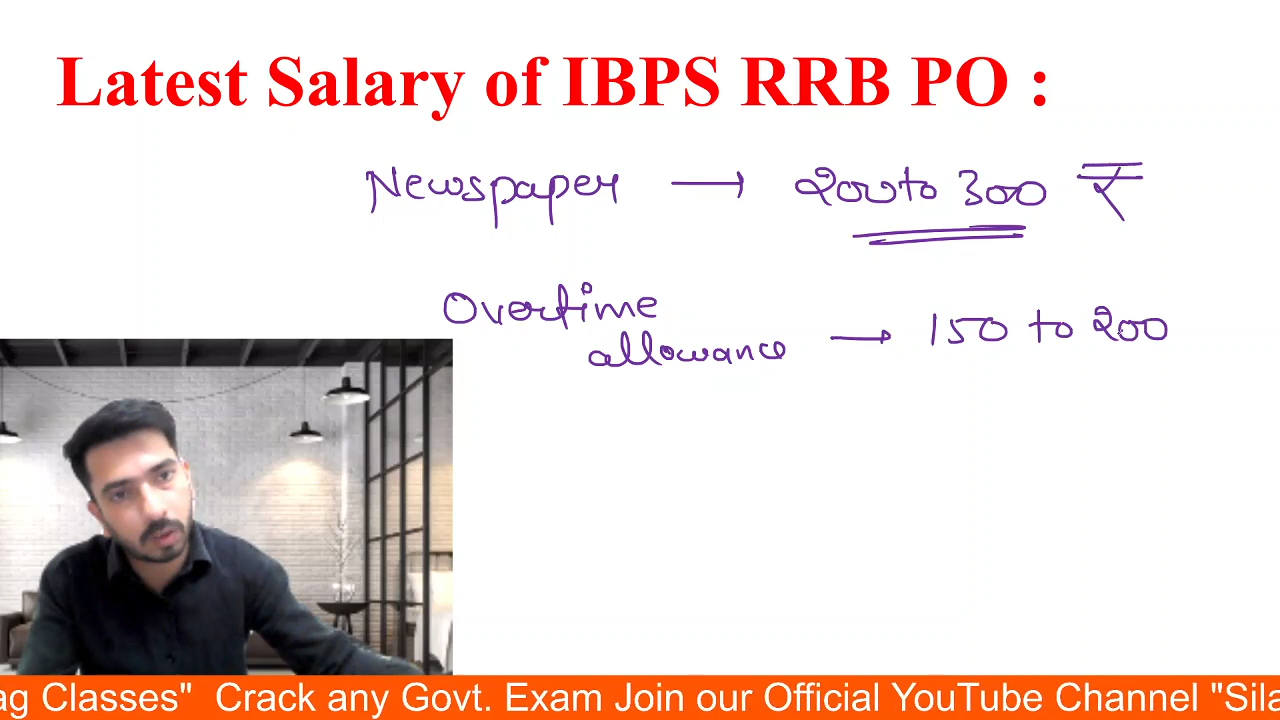 Latest Salary of IBPS RRB PO :
Newspaper → 200 to 300 ₹
Overtime
allowance → 150 to 200
ag Classes" Crack any Govt. Exam Join our Official YouTube Channel "Sila